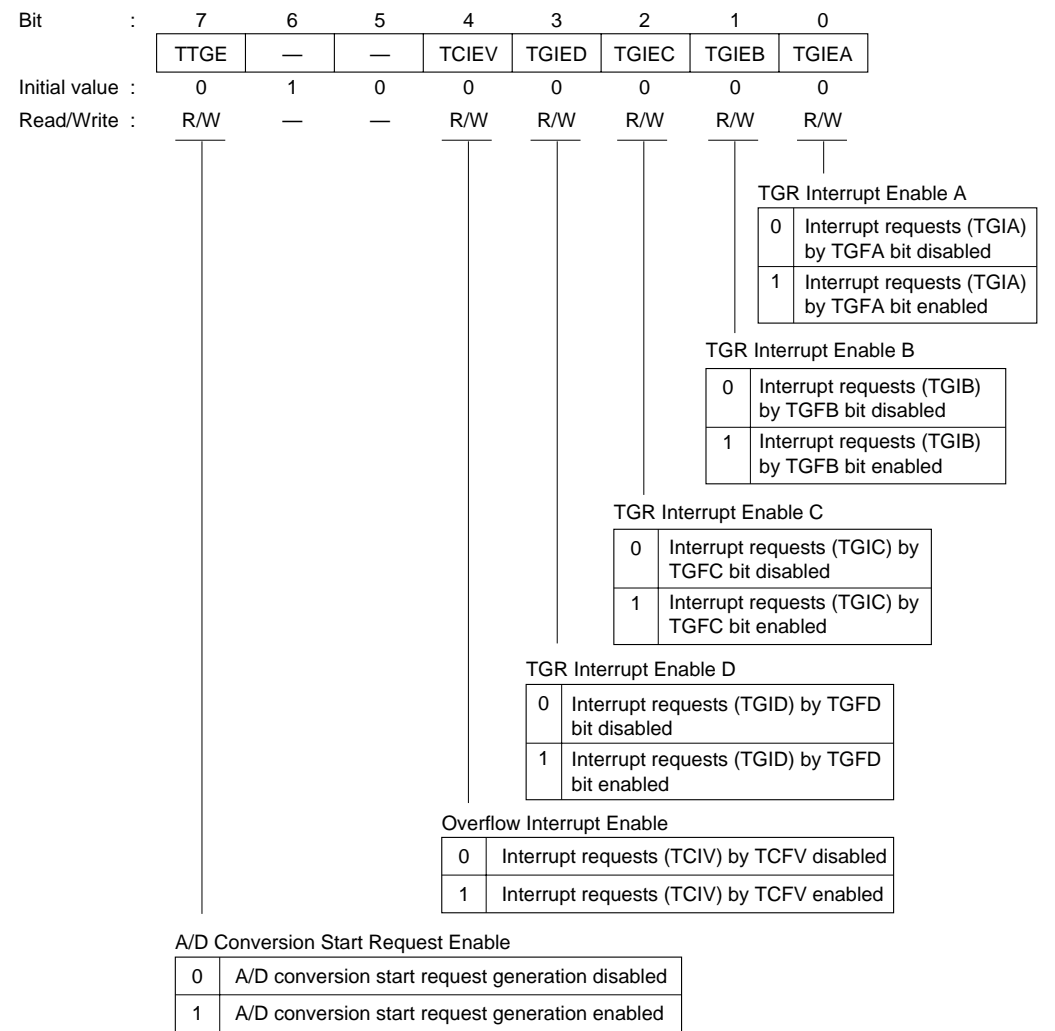 Bit : 7 6 5 4 3 2 1 0
TTGE — — TCIEV TGIED TGIEC TGIEB TGIEA
Initial value : 0 1 0 0 0 0 0 0
Read/Write : R/W — — R/W R/W R/W R/W R/W
TGR Interrupt Enable A
0 Interrupt requests (TGIA)
by TGFA bit disabled
1 Interrupt requests (TGIA)
by TGFA bit enabled
TGR Interrupt Enable B
0 Interrupt requests (TGIB)
by TGFB bit disabled
1 Interrupt requests (TGIB)
by TGFB bit enabled
TGR Interrupt Enable C
0 Interrupt requests (TGIC) by
TGFC bit disabled
1 Interrupt requests (TGIC) by
TGFC bit enabled
TGR Interrupt Enable D
0 Interrupt requests (TGID) by TGFD
bit disabled
1 Interrupt requests (TGID) by TGFD
bit enabled
Overflow Interrupt Enable
0 Interrupt requests (TCIV) by TCFV disabled
1 Interrupt requests (TCIV) by TCFV enabled
A/D Conversion Start Request Enable
0 A/D conversion start request generation disabled
1 A/D conversion start request generation enabled